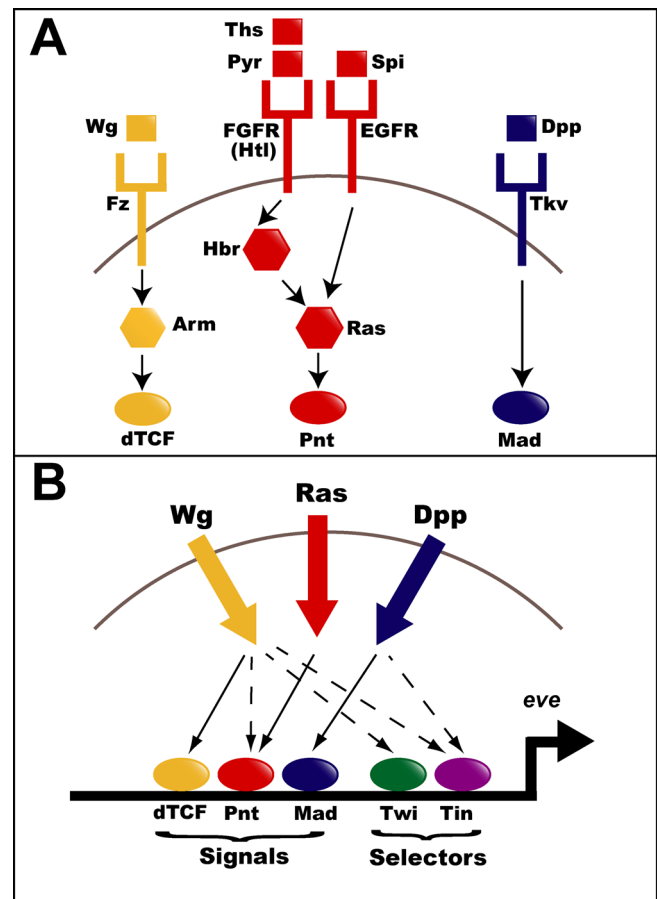 A
Ths
Pyr
Spi
Wg
FGFR
(Htl)
EGFR
Dpp
Fz
Tkv
Hbr
Arm
Ras
dTCF
Pnt
Mad
B
Wg
Ras
Dpp
eve
dTCF Pnt Mad Twi Tin
Signals Selectors